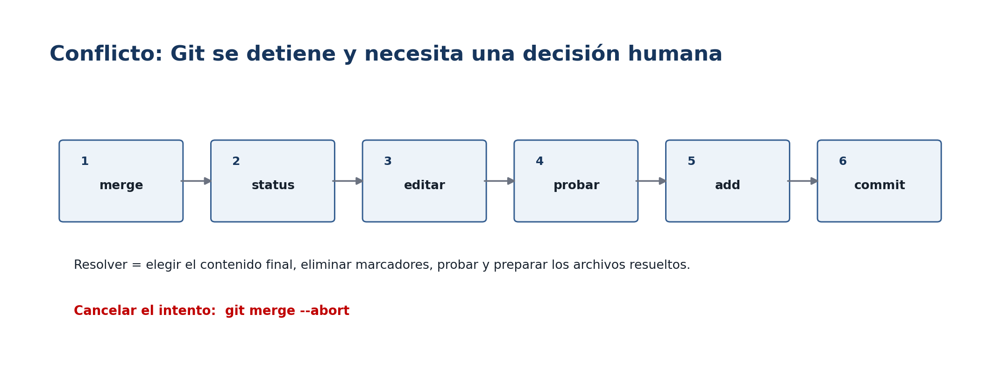 Conflicto: Git se detiene y necesita una decisión humana
1
merge
2
status
3
editar
4
probar
5
add
6
commit
Resolver = elegir el contenido final, eliminar marcadores, probar y preparar los archivos resueltos.
Cancelar el intento:  git merge --abort